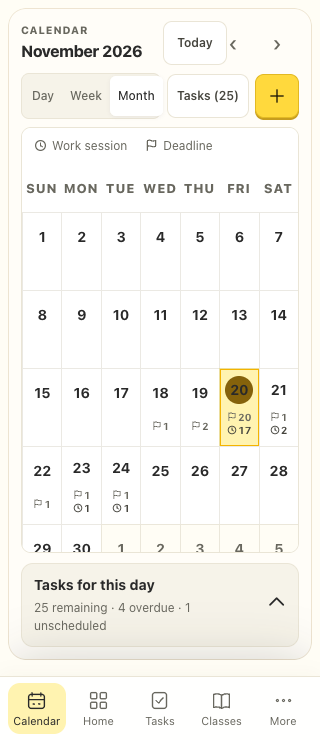 CALENDAR
November 2026
Today
Day Week Month Tasks (25)
Work session Deadline
SUN MON TUE WED THU FRI SAT
1 2 3 4 5 6 7
8 9 10 11 12 13 14
15 16 17 18 19 20 21
1 2 20 1
17 2
22 23 24 25 26 27 28
1 1 1
1 1
29 30 1 2 3 4 5
Tasks for this day
25 remaining · 4 overdue · 1
unscheduled
Calendar Home Tasks Classes More